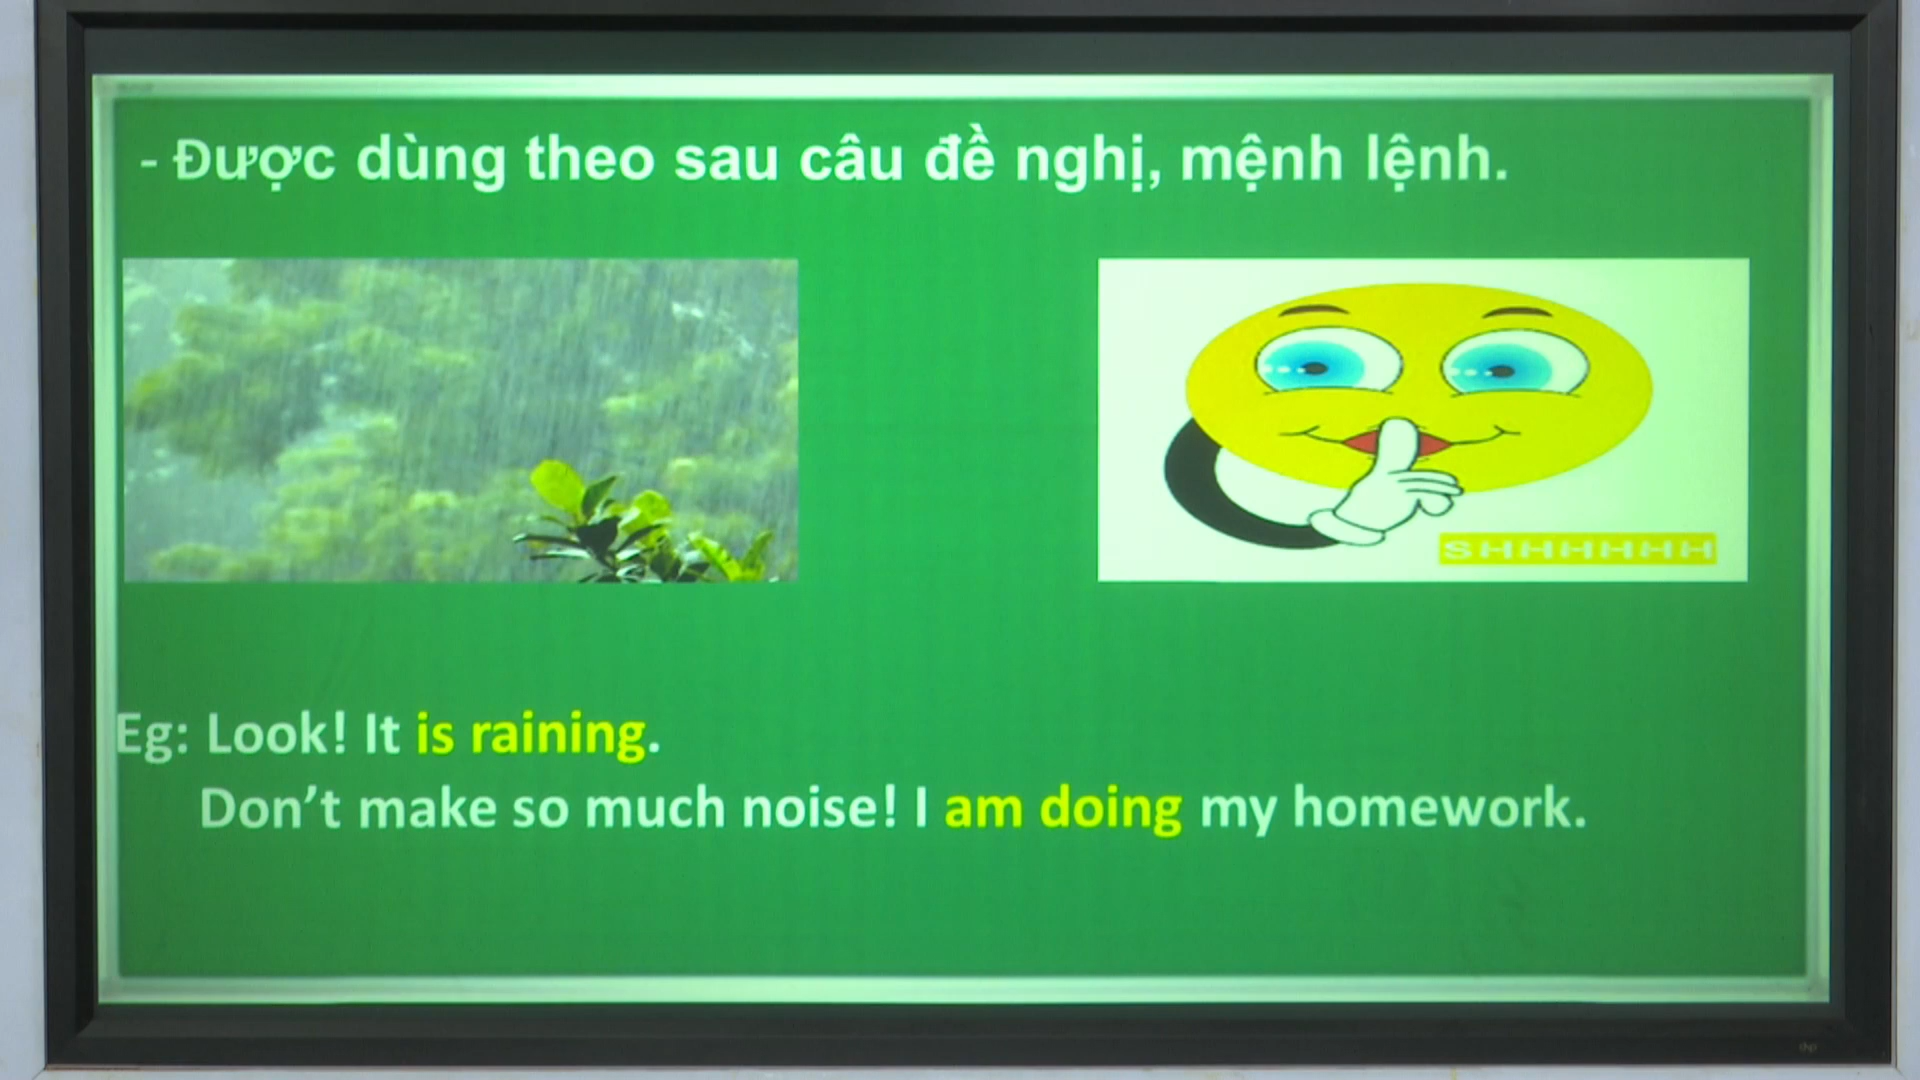 - Được dùng theo sau câu đề nghị, mệnh lệnh.
SHHHHHH
Eg: Look! It is raining.
Don’t make so much noise! I am doing my homework.